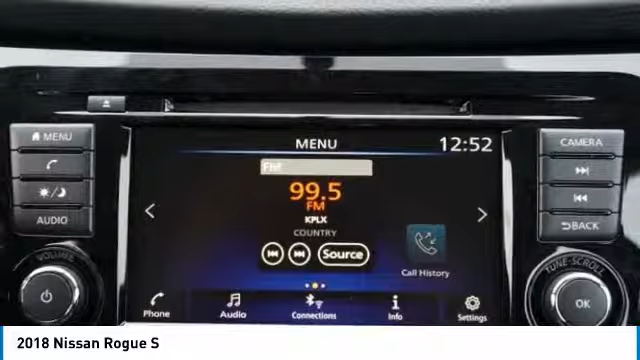 MENU
MENU
12:52
CAMERA
FM
99.5
FM
KPLX
COUNTRY
Source
Call History
AUDIO
BACK
VOLUME
TUNE·SCROLL
OK
Phone
Audio
Connections
Info
Settings
2018 Nissan Rogue S